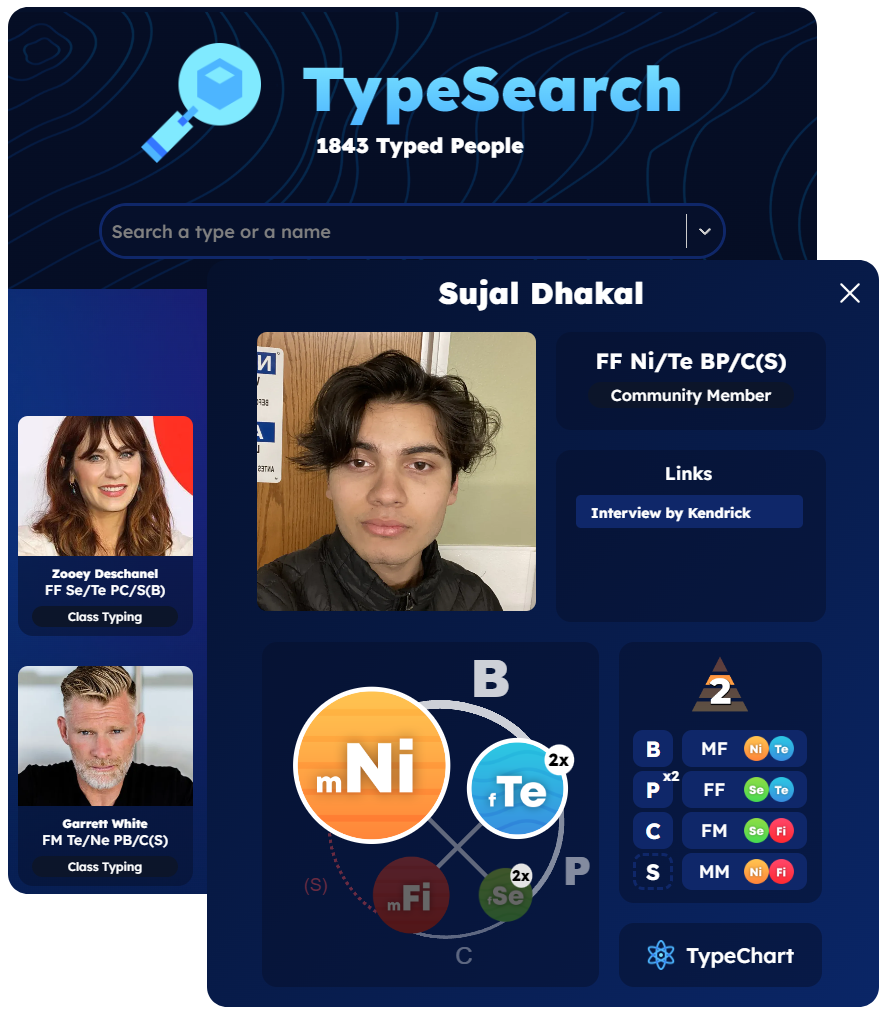 TypeSearch
1843 Typed People
Search a type or a name
Sujal Dhakal
FF Ni/Te BP/C(S)
Community Member
Links
Interview by Kendrick
Zooey Deschanel
FF Se/Te PC/S(B)
Class Typing
Garrett White
FM Te/Ne PB/C(S)
Class Typing
B
mNi
fTe
2x
P
(S)
mFi
fSe
2x
C
2
B MF Ni Te
P x2 FF Se Te
C FM Se Fi
S MM Ni Fi
TypeChart